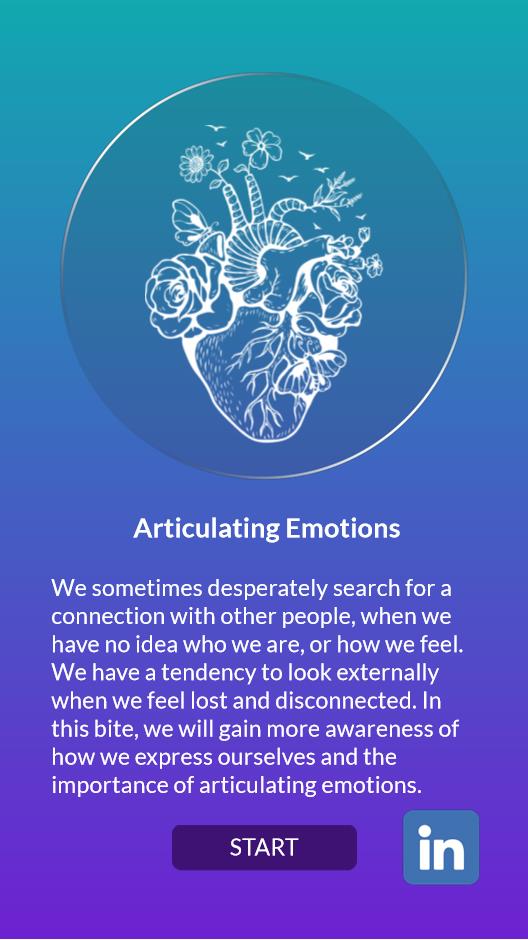 Articulating Emotions
We sometimes desperately search for a
connection with other people, when we
have no idea who we are, or how we feel.
We have a tendency to look externally
when we feel lost and disconnected. In
this bite, we will gain more awareness of
how we express ourselves and the
importance of articulating emotions.
START
in